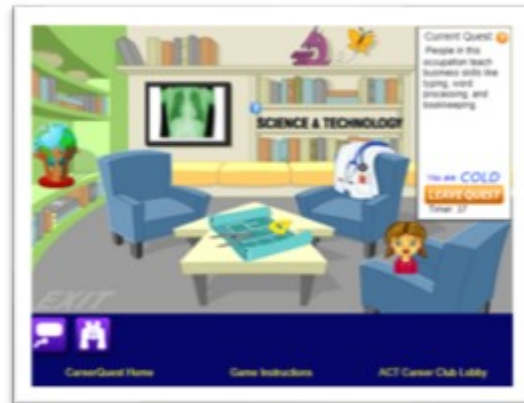 Current Quest
People in this
occupation teach
business skills like
typing, word
processing, and
bookkeeping.
SCIENCE & TECHNOLOGY
You are: COLD
LEAVE QUEST
Timer: 37
EXIT
CareerQuest Home
Game Instructions
ACT Career Club Lobby